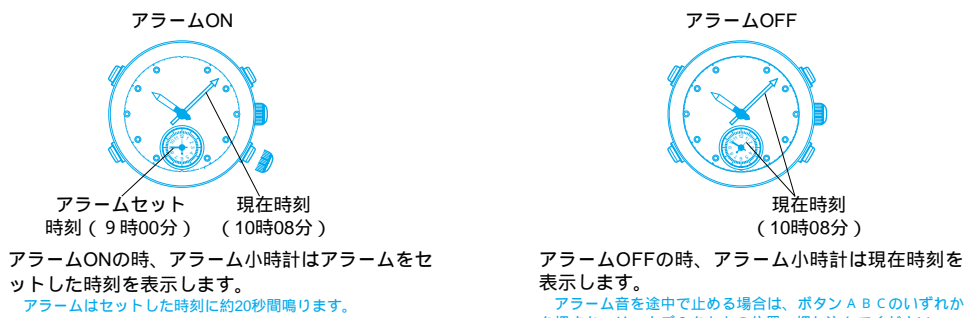 アラームON
アラームセット
時刻（９時00分）
現在時刻
（10時08分）
アラームONの時、アラーム小時計はアラームをセ
ットした時刻を表示します。
アラームはセットした時刻に約20秒間鳴ります。
アラームOFF
現在時刻
（10時08分）
アラームOFFの時、アラーム小時計は現在時刻を
表示します。
アラーム音を途中で止める場合は、ボタンＡＢＣのいずれか